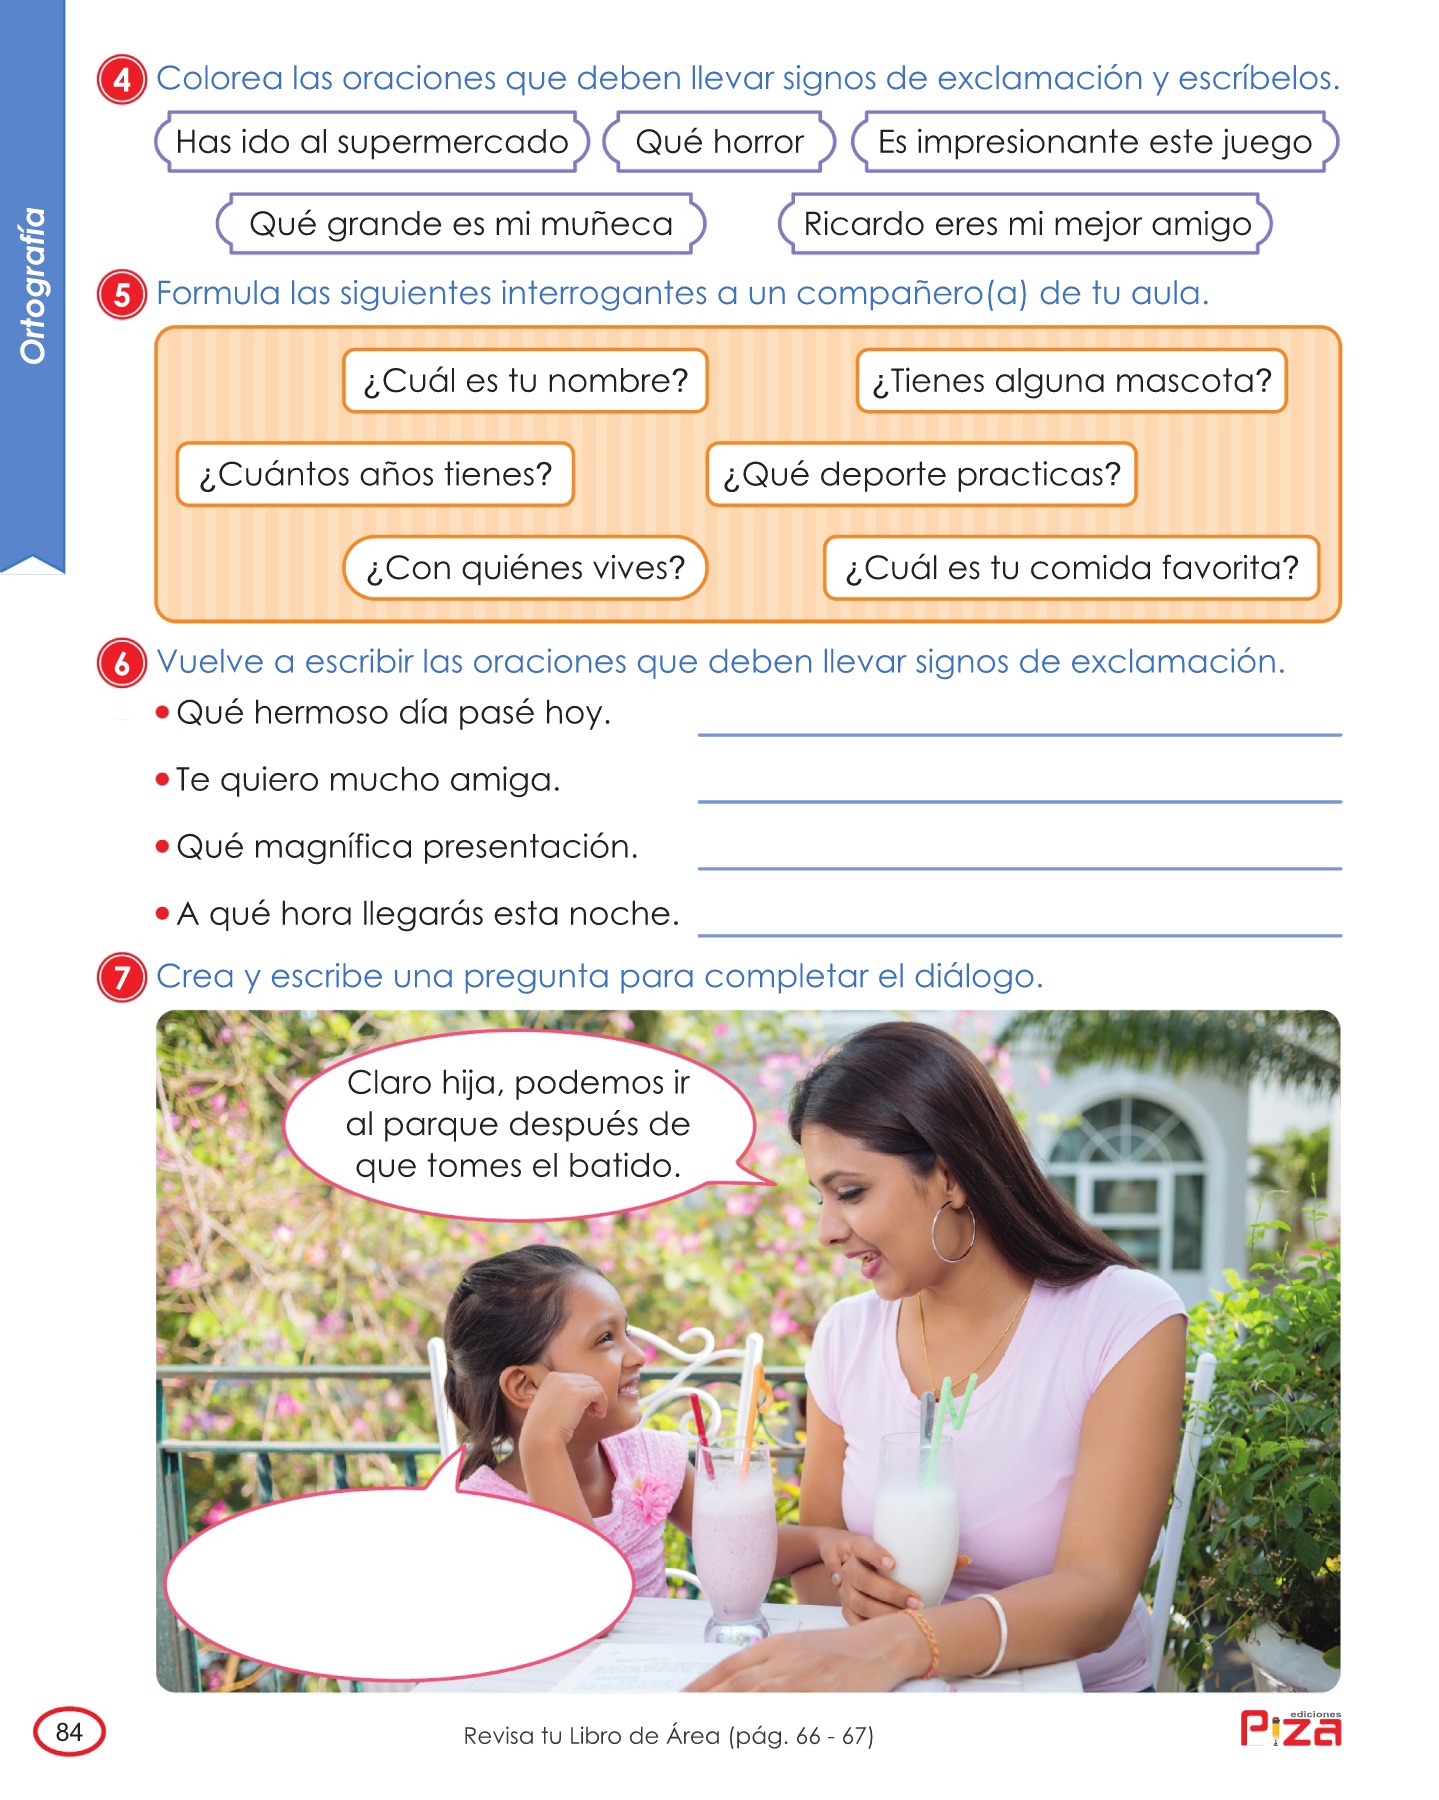 Ortografía
4 Colorea las oraciones que deben llevar signos de exclamación y escríbelos.
Has ido al supermercado
Qué horror
Es impresionante este juego
Qué grande es mi muñeca
Ricardo eres mi mejor amigo
5 Formula las siguientes interrogantes a un compañero(a) de tu aula.
¿Cuál es tu nombre?
¿Tienes alguna mascota?
¿Cuántos años tienes?
¿Qué deporte practicas?
¿Con quiénes vives?
¿Cuál es tu comida favorita?
6 Vuelve a escribir las oraciones que deben llevar signos de exclamación.
• Qué hermoso día pasé hoy.
• Te quiero mucho amiga.
• Qué magnífica presentación.
• A qué hora llegarás esta noche.
7 Crea y escribe una pregunta para completar el diálogo.
Claro hija, podemos ir
al parque después de
que tomes el batido.
84
Revisa tu Libro de Área (pág. 66 - 67)
ediciones
Piza